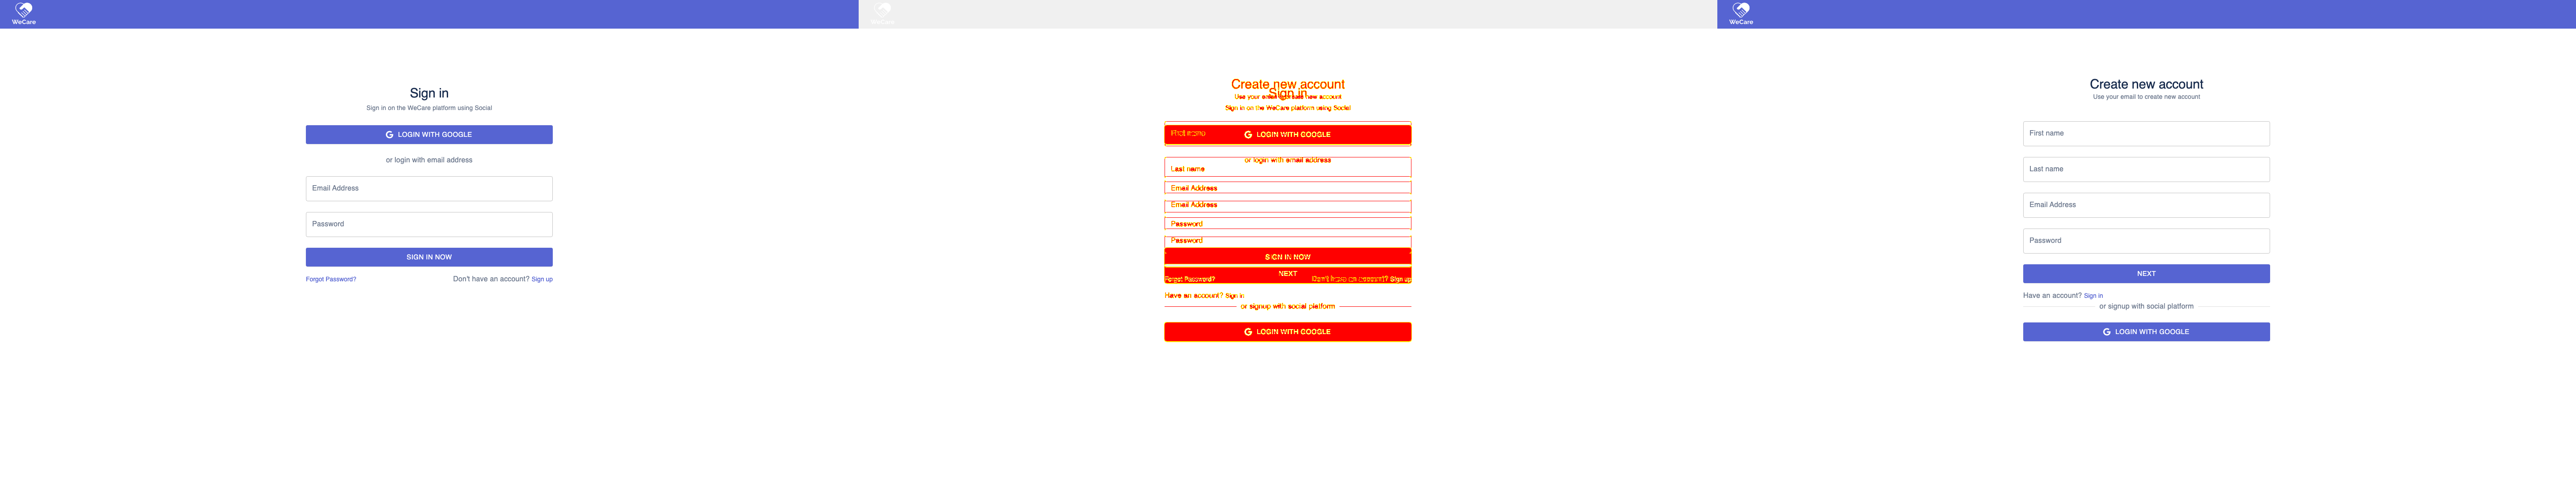 WeCare
Sign in
Sign in on the WeCare platform using Social
LOGIN WITH GOOGLE
or login with email address
Email Address
Password
SIGN IN NOW
Forgot Password? Don't have an account? Sign up
WeCare
Create new account
Sign in
Use your email to create new account
Sign in on the WeCare platform using Social
First name
LOGIN WITH GOOGLE
or login with email address
Last name
Email Address
Email Address
Password
Password
SIGN IN NOW
NEXT
Forgot Password? Don't have an account? Sign up
Have an account? Sign in
or signup with social platform
LOGIN WITH GOOGLE
WeCare
Create new account
Use your email to create new account
First name
Last name
Email Address
Password
NEXT
Have an account? Sign in
or signup with social platform
LOGIN WITH GOOGLE